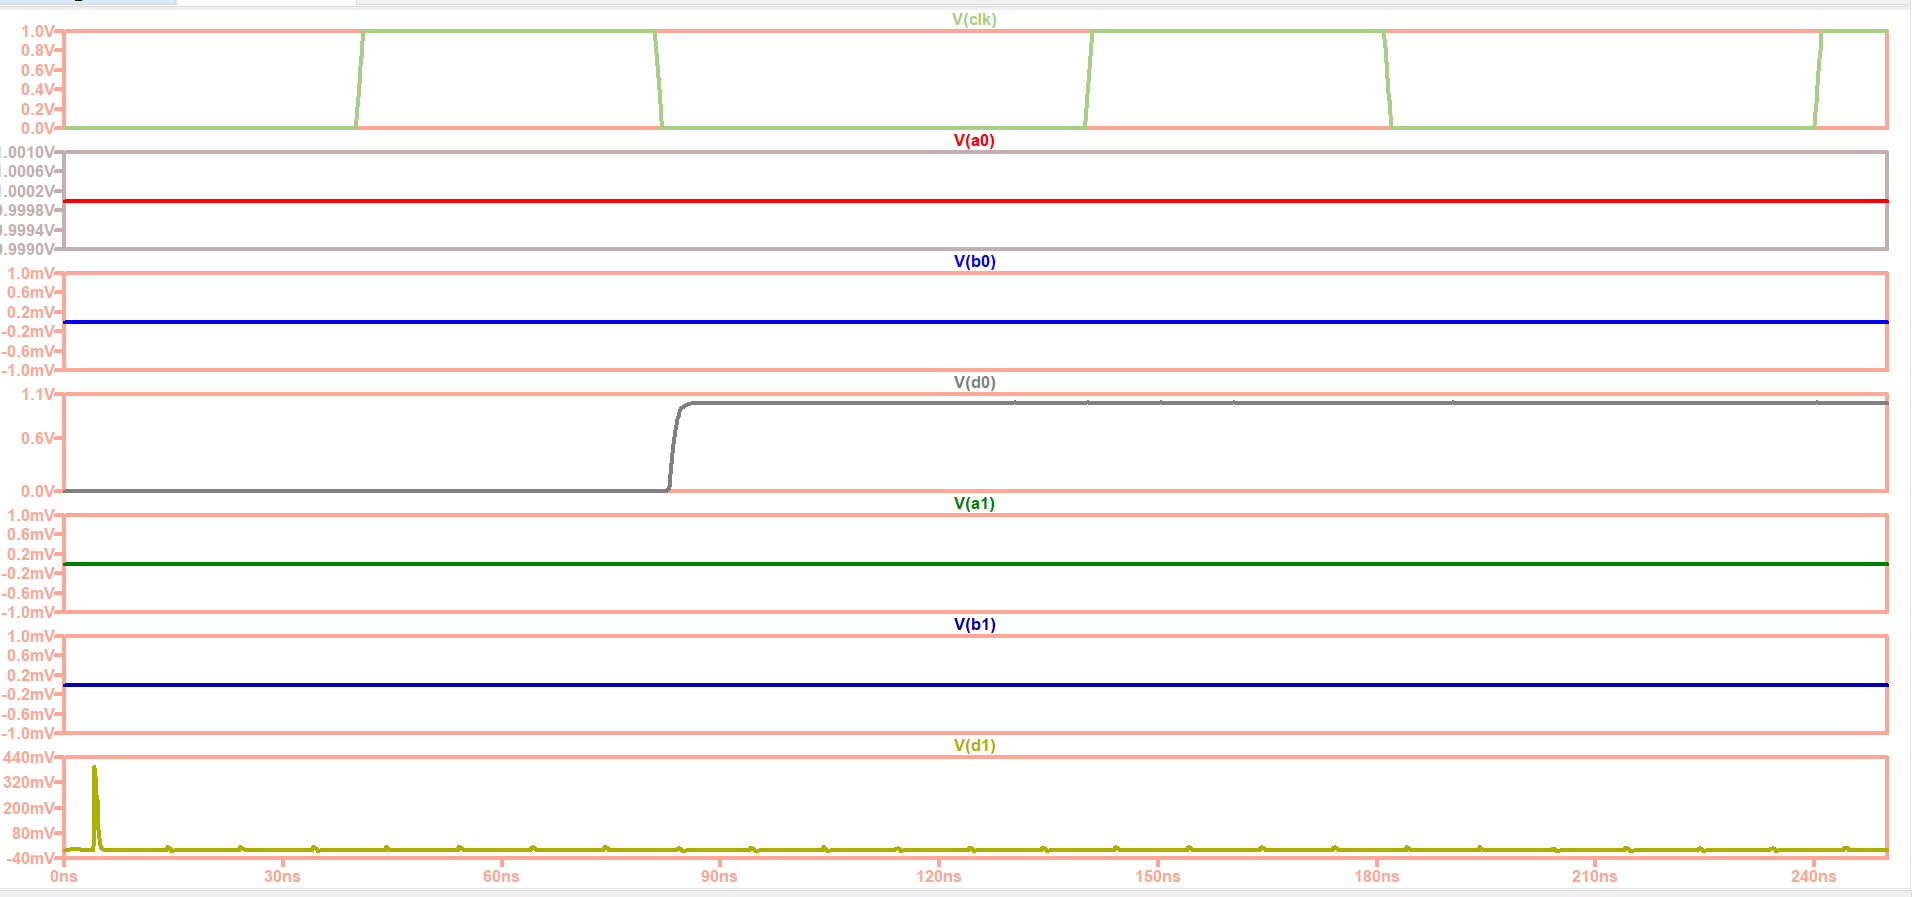 V(clk)
1.0V
0.8V
0.6V
0.4V
0.2V
0.0V
V(a0)
.0010V
.0006V
.0002V
.9998V
.9994V
.9990V
V(b0)
1.0mV
0.6mV
0.2mV
-0.2mV
-0.6mV
-1.0mV
V(d0)
1.1V
0.6V
0.0V
V(a1)
1.0mV
0.6mV
0.2mV
-0.2mV
-0.6mV
-1.0mV
V(b1)
1.0mV
0.6mV
0.2mV
-0.2mV
-0.6mV
-1.0mV
V(d1)
440mV
320mV
200mV
80mV
-40mV
0ns 30ns 60ns 90ns 120ns 150ns 180ns 210ns 240ns